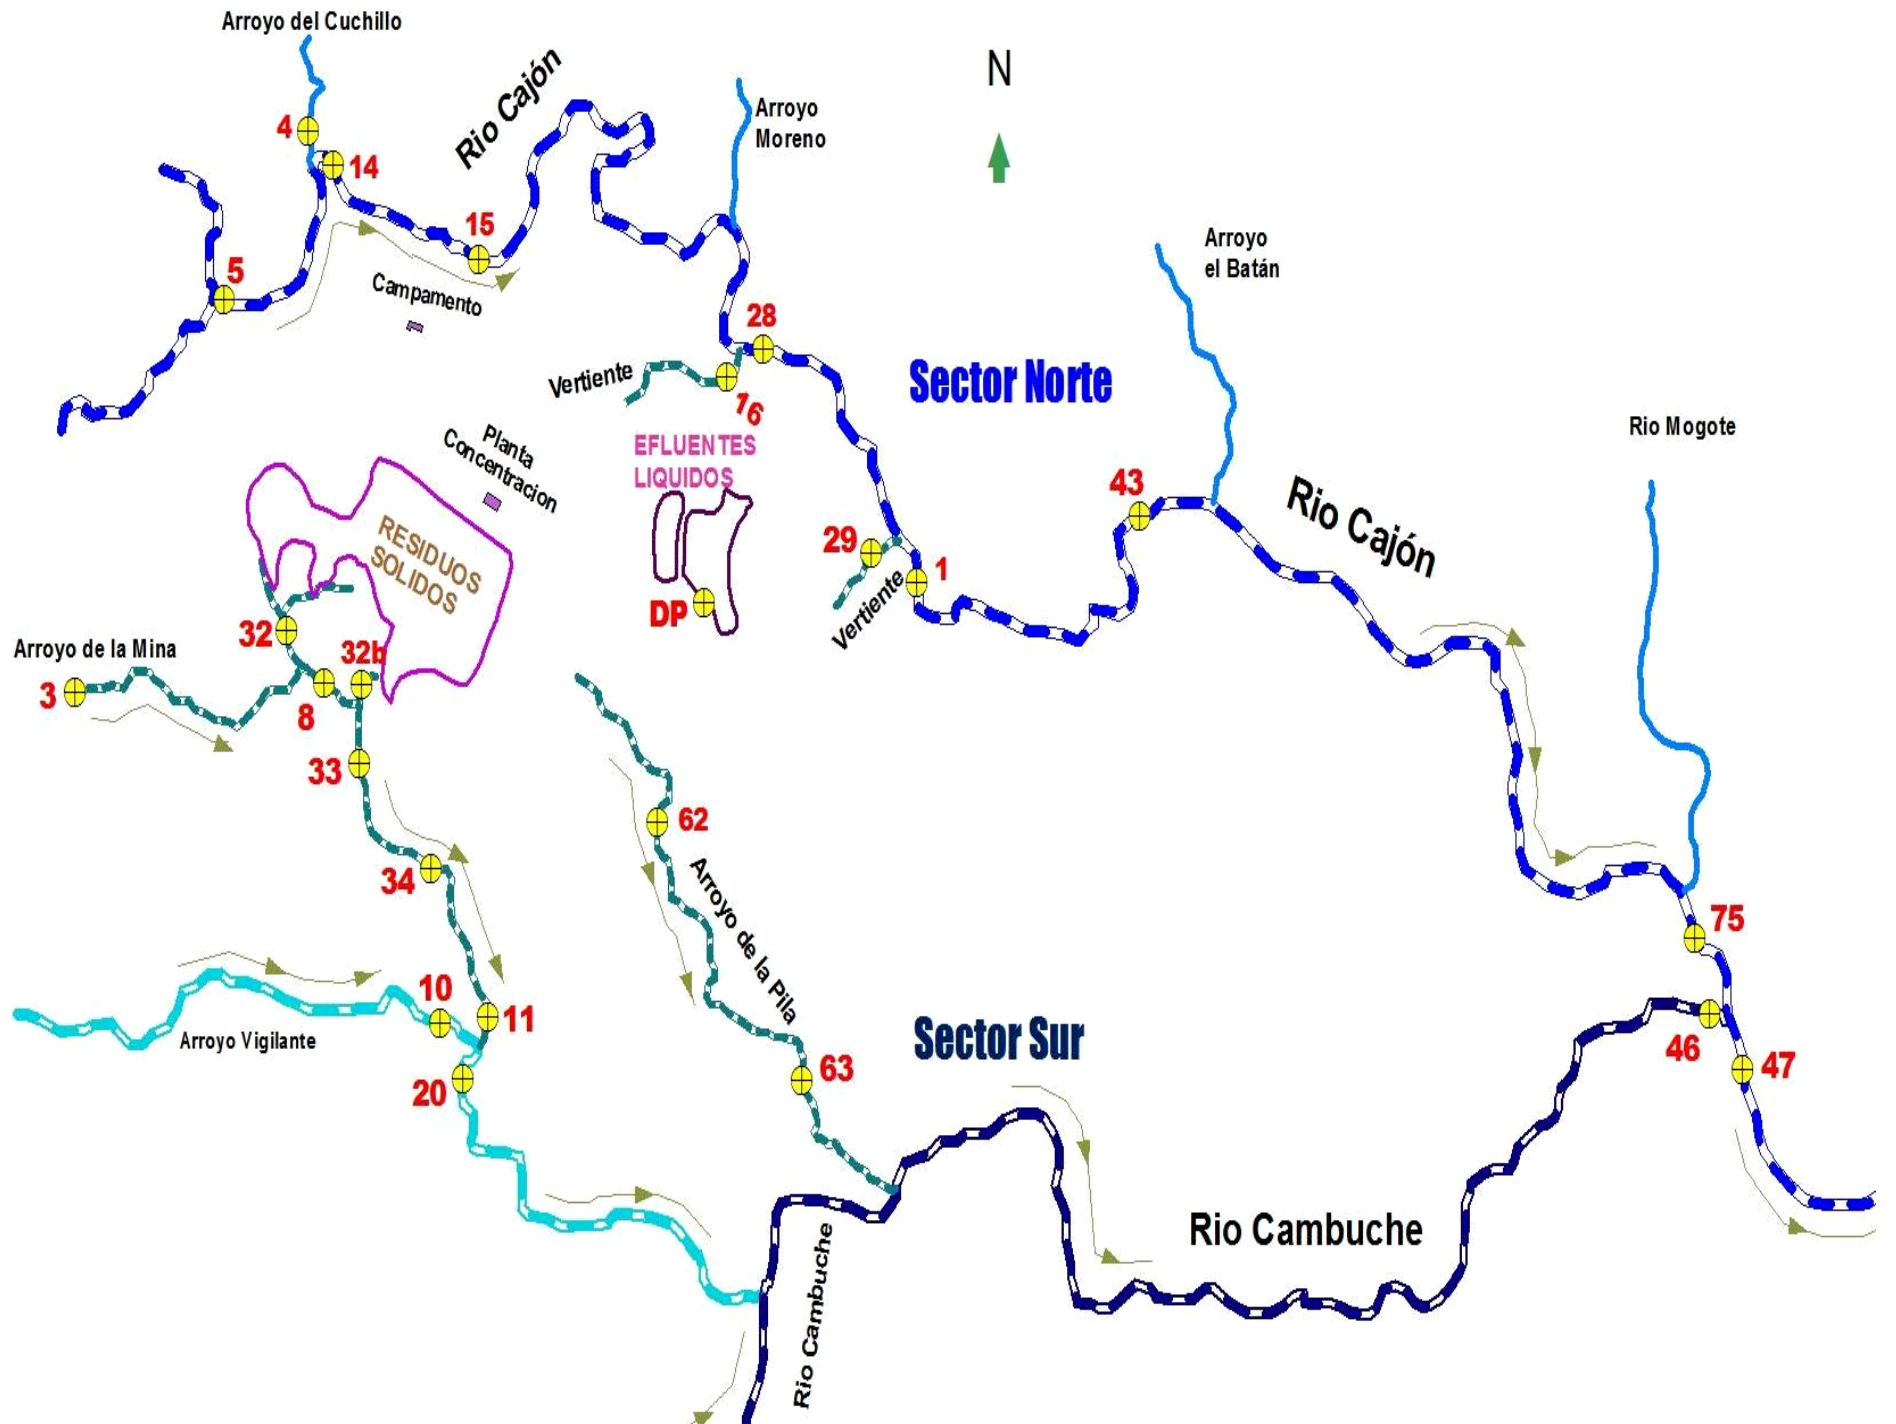 Arroyo del Cuchillo
Rio Cajón
N
Arroyo
Moreno
4
14
15
5
Campamento
Arroyo
el Batán
28
Vertiente
16
Sector Norte
Rio Mogote
Planta
Concentracion
EFLUENTES
LIQUIDOS
43
Rio Cajón
RESIDUOS
SOLIDOS
29
1
DP
Vertiente
32
32b
Arroyo de la Mina
3
8
33
62
34
Arroyo de la Pila
75
10
11
Arroyo Vigilante
Sector Sur
46
47
20
63
Rio Cambuche
Rio Cambuche